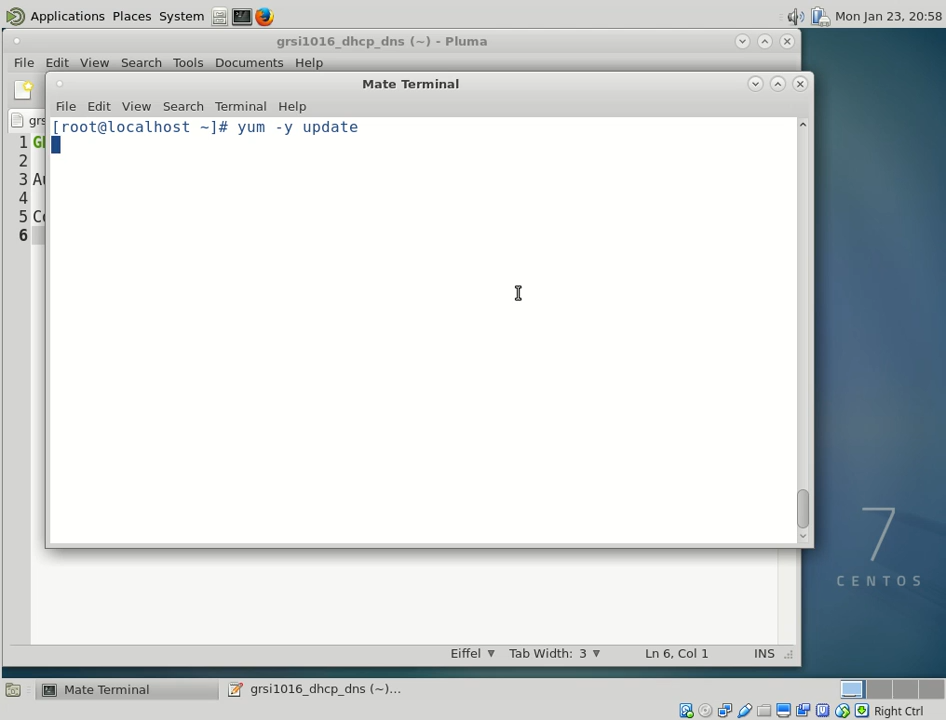 Applications Places System
Mon Jan 23, 20:58
grsi1016_dhcp_dns (~) - Pluma
File Edit View Search Tools Documents Help
Mate Terminal
File Edit View Search Terminal Help
[root@localhost ~]# yum -y update
1
2
3
4
5
6
7
CENTOS
Eiffel Tab Width: 3 Ln 6, Col 1 INS
Mate Terminal
grsi1016_dhcp_dns (~)...
Right Ctrl